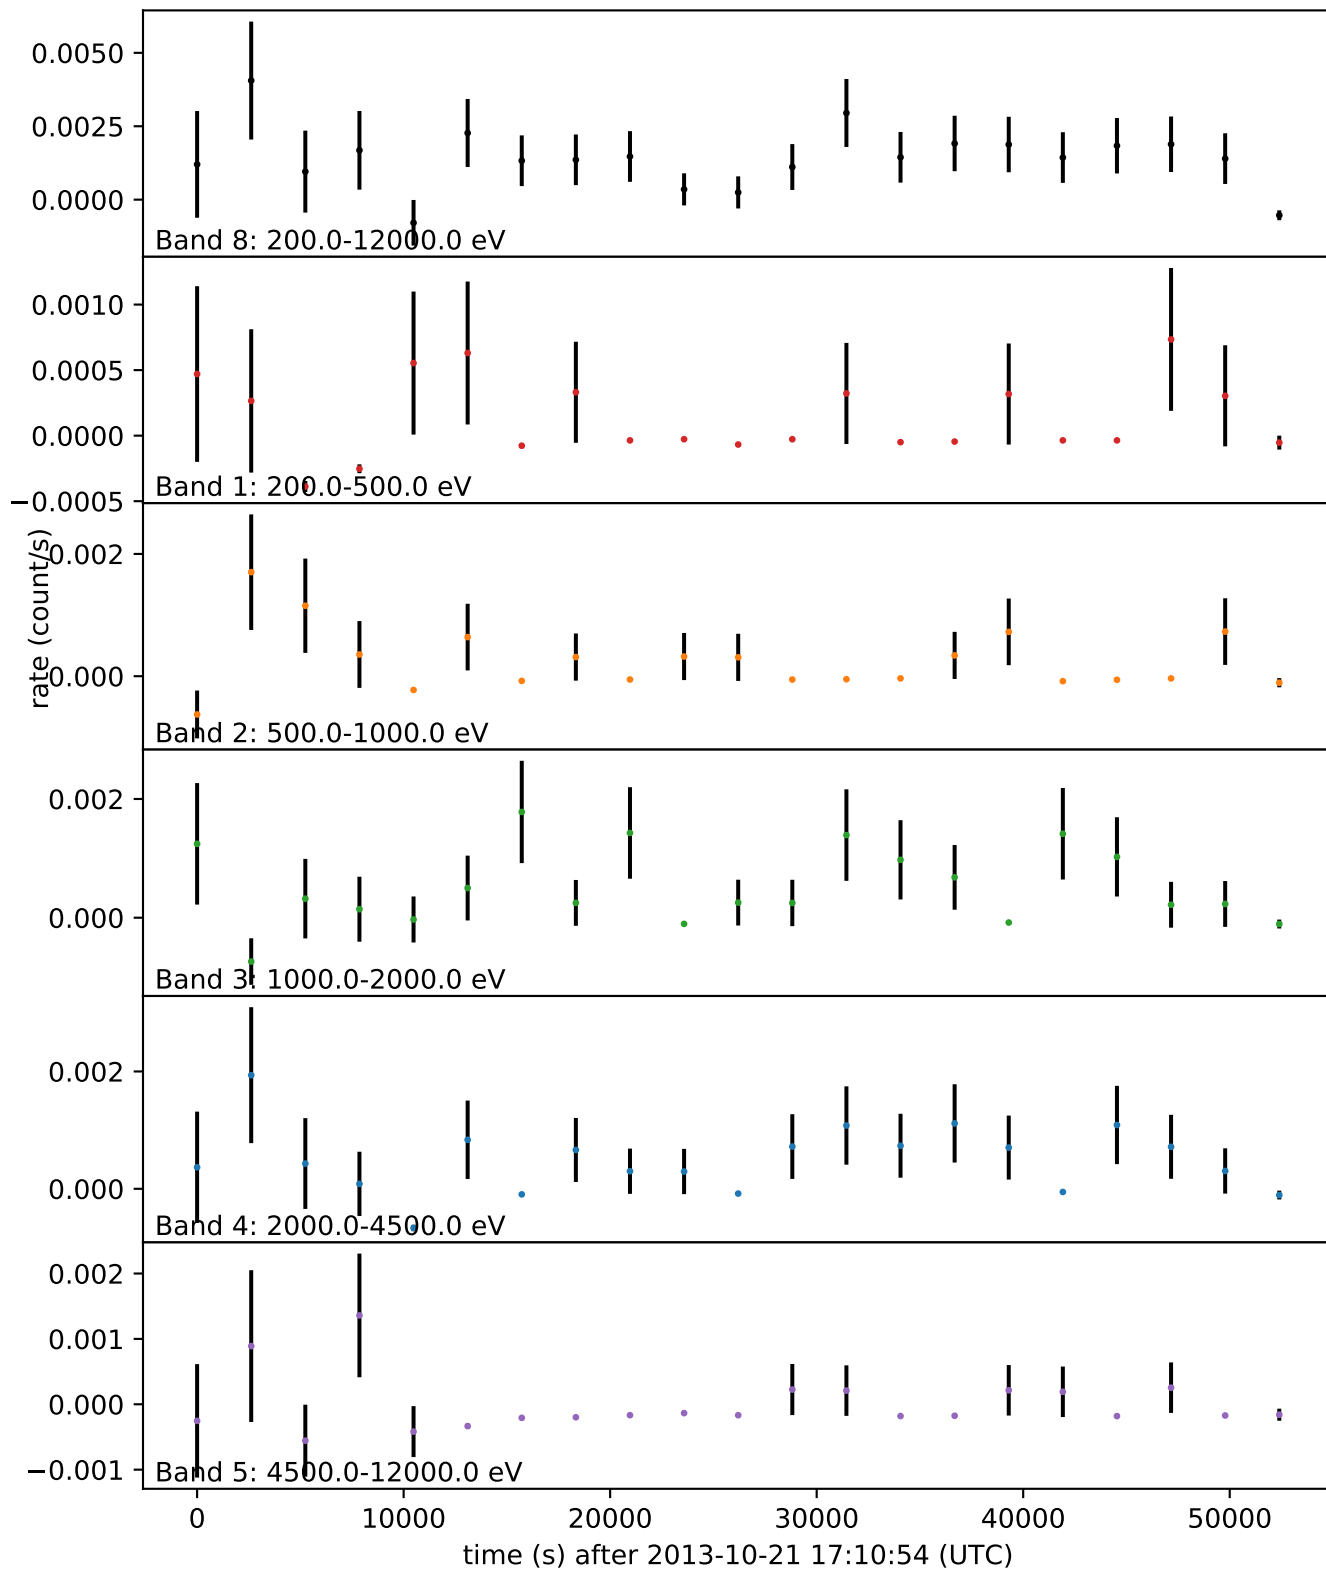 0.0050
0.0025
0.0000
Band 8: 200.0-12000.0 eV
0.0010
0.0005
0.0000
−0.0005
Band 1: 200.0-500.0 eV
rate (count/s)
0.002
0.000
Band 2: 500.0-1000.0 eV
0.002
0.000
Band 3: 1000.0-2000.0 eV
0.002
0.000
Band 4: 2000.0-4500.0 eV
0.002
0.001
0.000
−0.001
Band 5: 4500.0-12000.0 eV
0 10000 20000 30000 40000 50000
time (s) after 2013-10-21 17:10:54 (UTC)